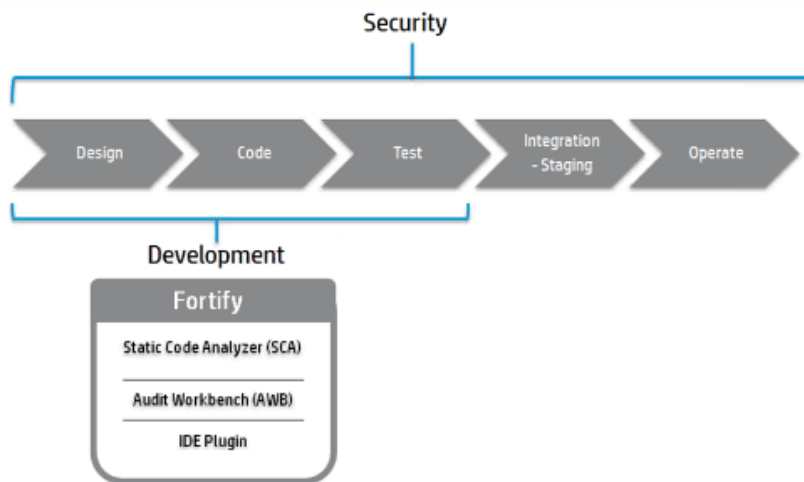 Security
Design
Code
Test
Integration
- Staging
Operate
Development
Fortify
Static Code Analyzer (SCA)
Audit Workbench (AWB)
IDE Plugin